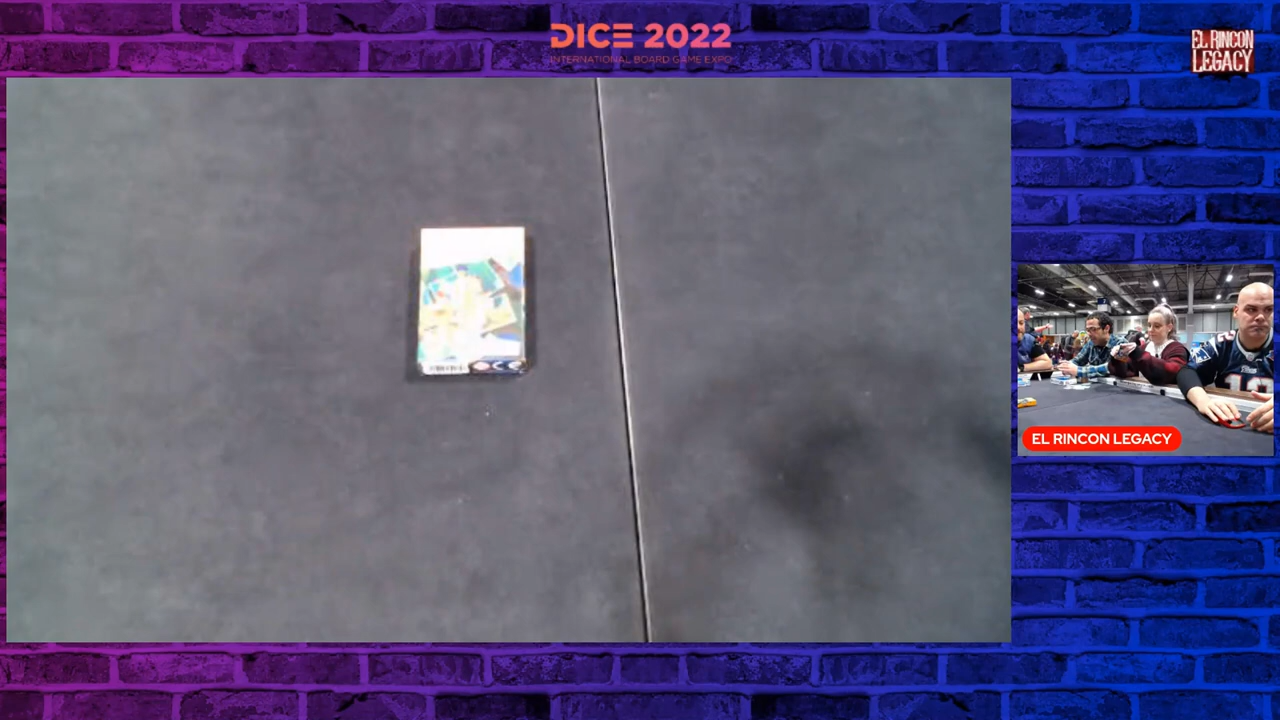 DICE 2022
INTERNATIONAL BOARD GAME EXPO
EL RINCON
LEGACY
EL RINCON LEGACY